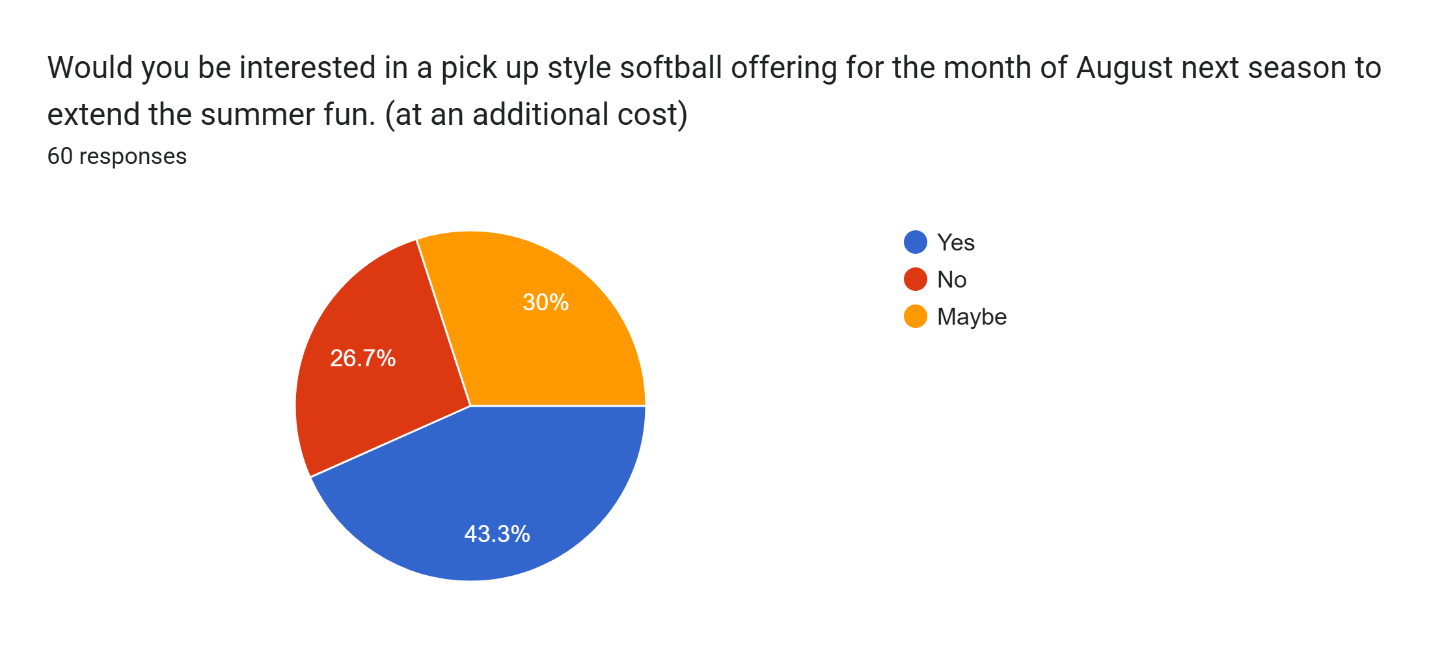 Would you be interested in a pick up style softball offering for the month of August next season to
extend the summer fun. (at an additional cost)
60 responses
Yes
No
Maybe
30%
26.7%
43.3%